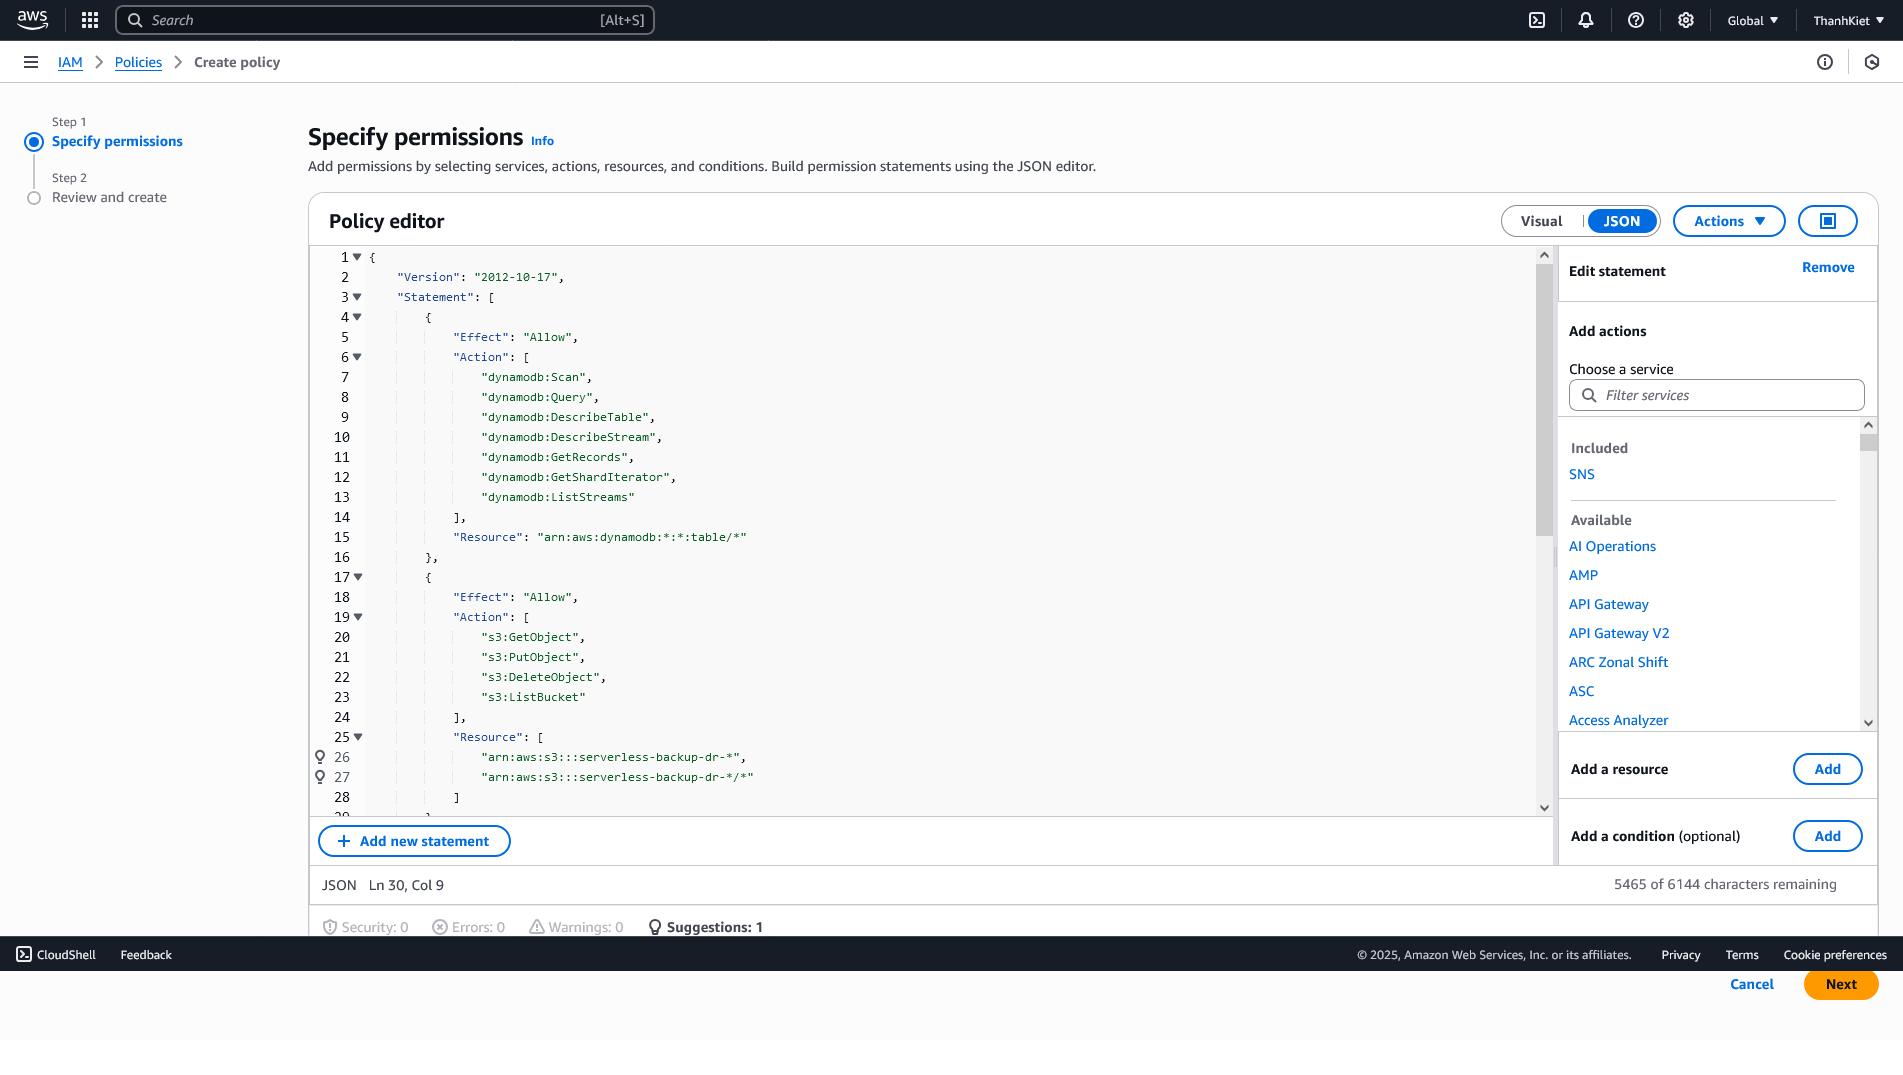 aws
Search [Alt+S]
Global ▼
ThanhKiet ▼
IAM > Policies > Create policy
Step 1
Specify permissions
Step 2
Review and create
Specify permissions Info
Add permissions by selecting services, actions, resources, and conditions. Build permission statements using the JSON editor.
Policy editor
Visual | JSON
Actions ▼
1 {
2 "Version": "2012-10-17",
3 "Statement": [
4 {
5 "Effect": "Allow",
6 "Action": [
7 "dynamodb:Scan",
8 "dynamodb:Query",
9 "dynamodb:DescribeTable",
10 "dynamodb:DescribeStream",
11 "dynamodb:GetRecords",
12 "dynamodb:GetShardIterator",
13 "dynamodb:ListStreams"
14 ],
15 "Resource": "arn:aws:dynamodb:*:*:table/*"
16 },
17 {
18 "Effect": "Allow",
19 "Action": [
20 "s3:GetObject",
21 "s3:PutObject",
22 "s3:DeleteObject",
23 "s3:ListBucket"
24 ],
25 "Resource": [
26 "arn:aws:s3:::serverless-backup-dr-*",
27 "arn:aws:s3:::serverless-backup-dr-*/*"
28 ]
+ Add new statement
JSON Ln 30, Col 9
Edit statement
Remove
Add actions
Choose a service
Filter services
Included
SNS
Available
AI Operations
AMP
API Gateway
API Gateway V2
ARC Zonal Shift
ASC
Access Analyzer
Add a resource
Add
Add a condition (optional)
Add
5465 of 6144 characters remaining
Security: 0
Errors: 0
Warnings: 0
Suggestions: 1
CloudShell
Feedback
© 2025, Amazon Web Services, Inc. or its affiliates.
Privacy
Terms
Cookie preferences
Cancel
Next